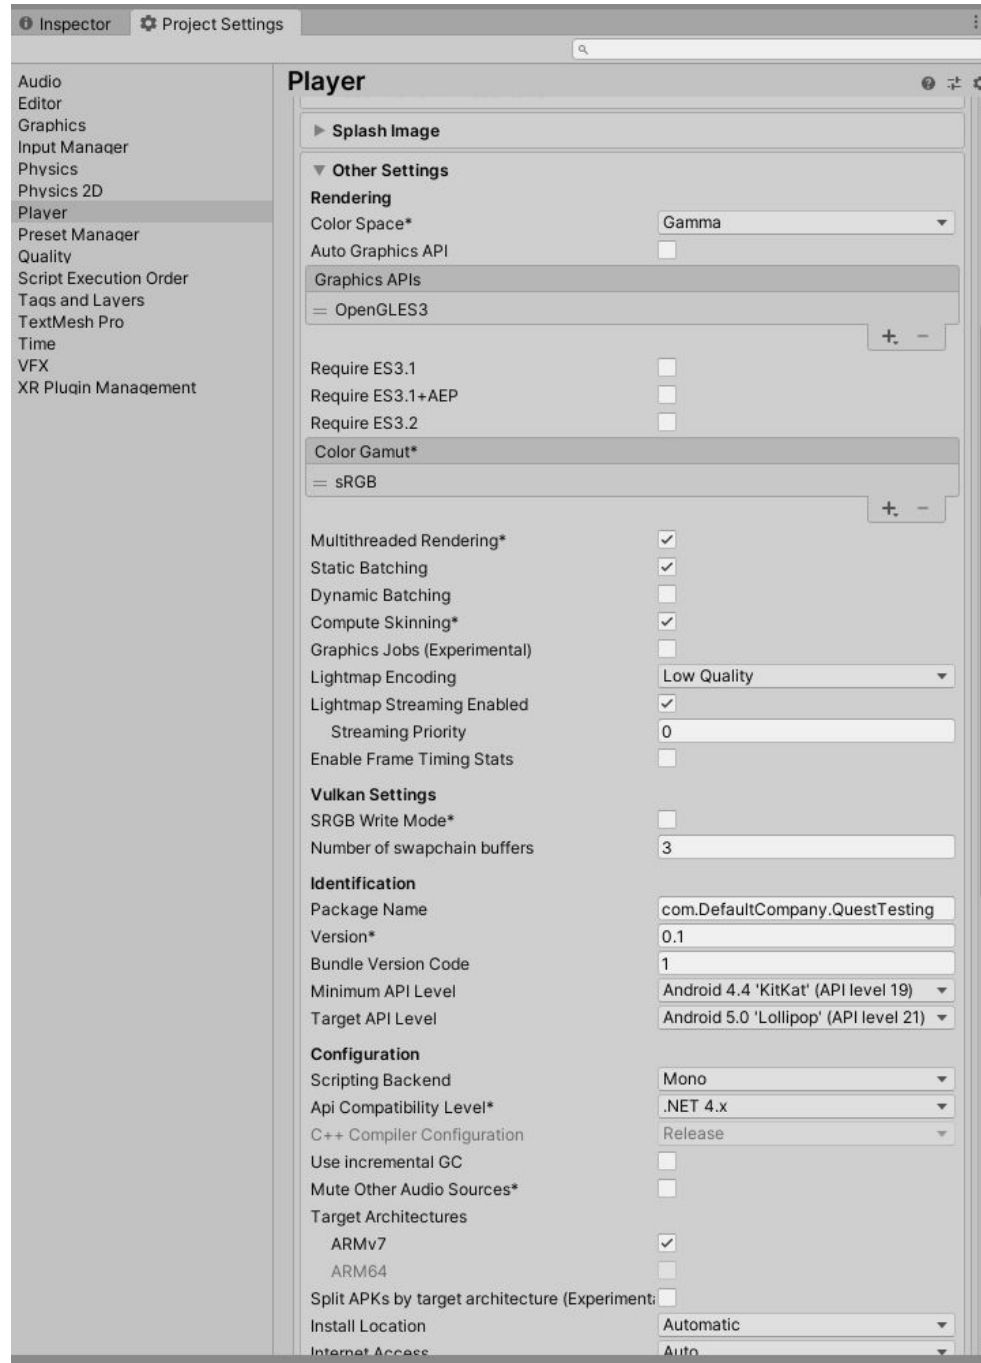 Inspector
Project Settings
Audio
Editor
Graphics
Input Manager
Physics
Physics 2D
Player
Preset Manager
Quality
Script Execution Order
Tags and Layers
TextMesh Pro
Time
VFX
XR Plugin Management
Player
Splash Image
Other Settings
Rendering
Color Space* Gamma
Auto Graphics API
Graphics APIs
= OpenGLES3
+ −
Require ES3.1
Require ES3.1+AEP
Require ES3.2
Color Gamut*
= sRGB
+ −
Multithreaded Rendering*
Static Batching
Dynamic Batching
Compute Skinning*
Graphics Jobs (Experimental)
Lightmap Encoding Low Quality
Lightmap Streaming Enabled
Streaming Priority 0
Enable Frame Timing Stats
Vulkan Settings
SRGB Write Mode*
Number of swapchain buffers 3
Identification
Package Name com.DefaultCompany.QuestTesting
Version* 0.1
Bundle Version Code 1
Minimum API Level Android 4.4 'KitKat' (API level 19)
Target API Level Android 5.0 'Lollipop' (API level 21)
Configuration
Scripting Backend Mono
Api Compatibility Level* .NET 4.x
C++ Compiler Configuration Release
Use incremental GC
Mute Other Audio Sources*
Target Architectures
ARMv7
ARM64
Split APKs by target architecture (Experimenta
Install Location Automatic
Internet Access Auto